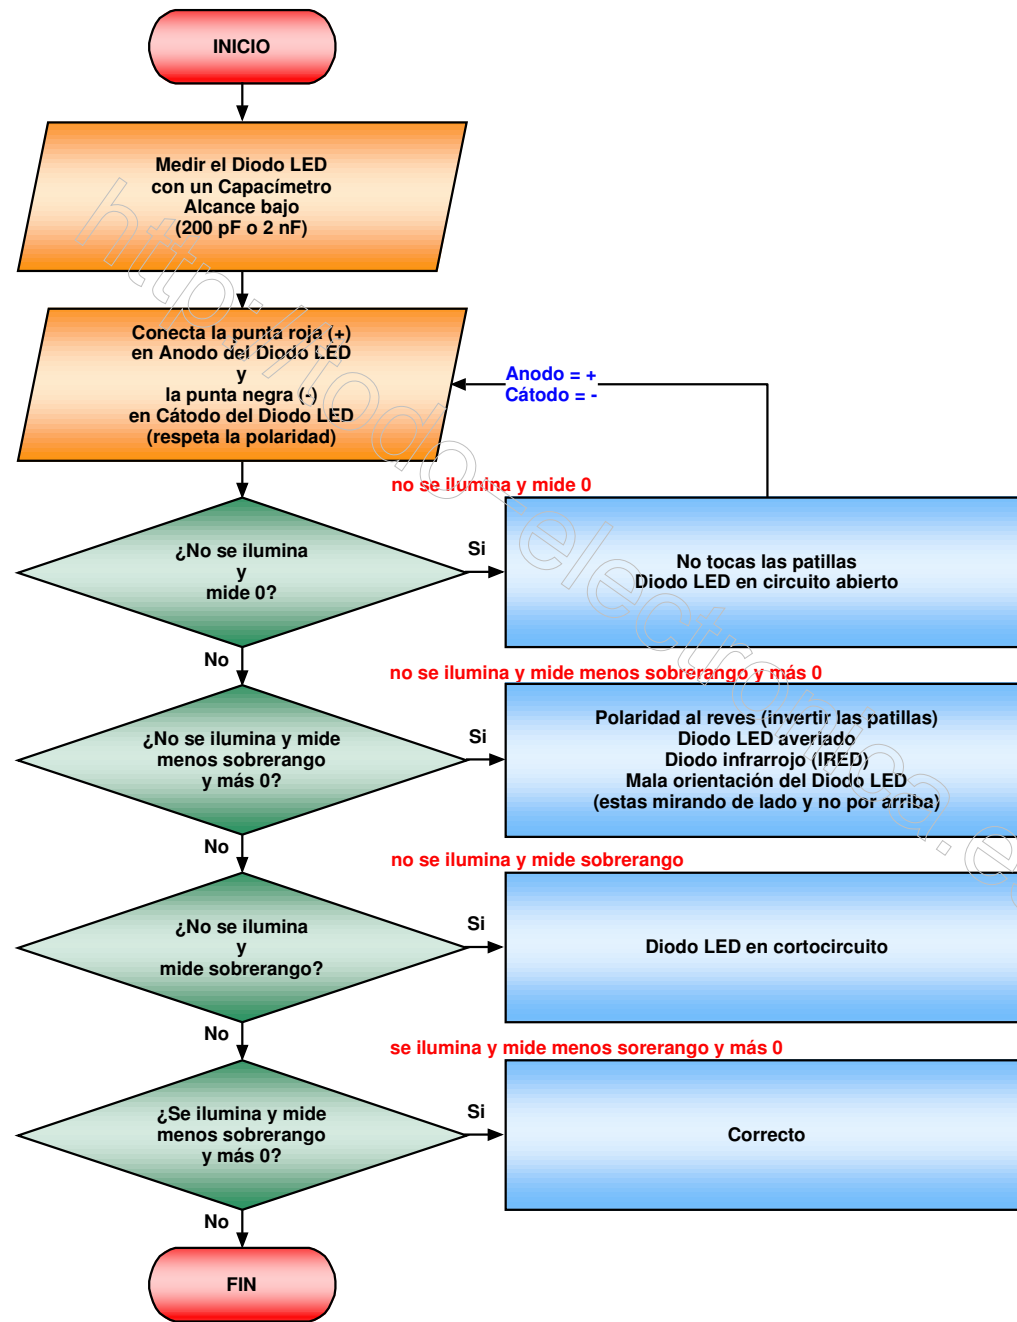 INICIO
Medir el Diodo LED
con un Capacímetro
Alcance bajo
(200 pF o 2 nF)
Conecta la punta roja (+)
en Anodo del Diodo LED
y
la punta negra (-)
en Cátodo del Diodo LED
(respeta la polaridad)
Anodo = +
Cátodo = -
no se ilumina y mide 0
¿No se ilumina
y
mide 0?
Si
No tocas las patillas
Diodo LED en circuito abierto
No
no se ilumina y mide menos sobrerango y más 0
¿No se ilumina y mide
menos sobrerango
y más 0?
Si
Polaridad al reves (invertir las patillas)
Diodo LED averiado
Diodo infrarrojo (IRED)
Mala orientación del Diodo LED
(estas mirando de lado y no por arriba)
No
no se ilumina y mide sobrerango
¿No se ilumina
y
mide sobrerango?
Si
Diodo LED en cortocircuito
No
se ilumina y mide menos sorerango y más 0
¿Se ilumina y mide
menos sobrerango
y más 0?
Si
Correcto
No
FIN
http://todo-electronica.es